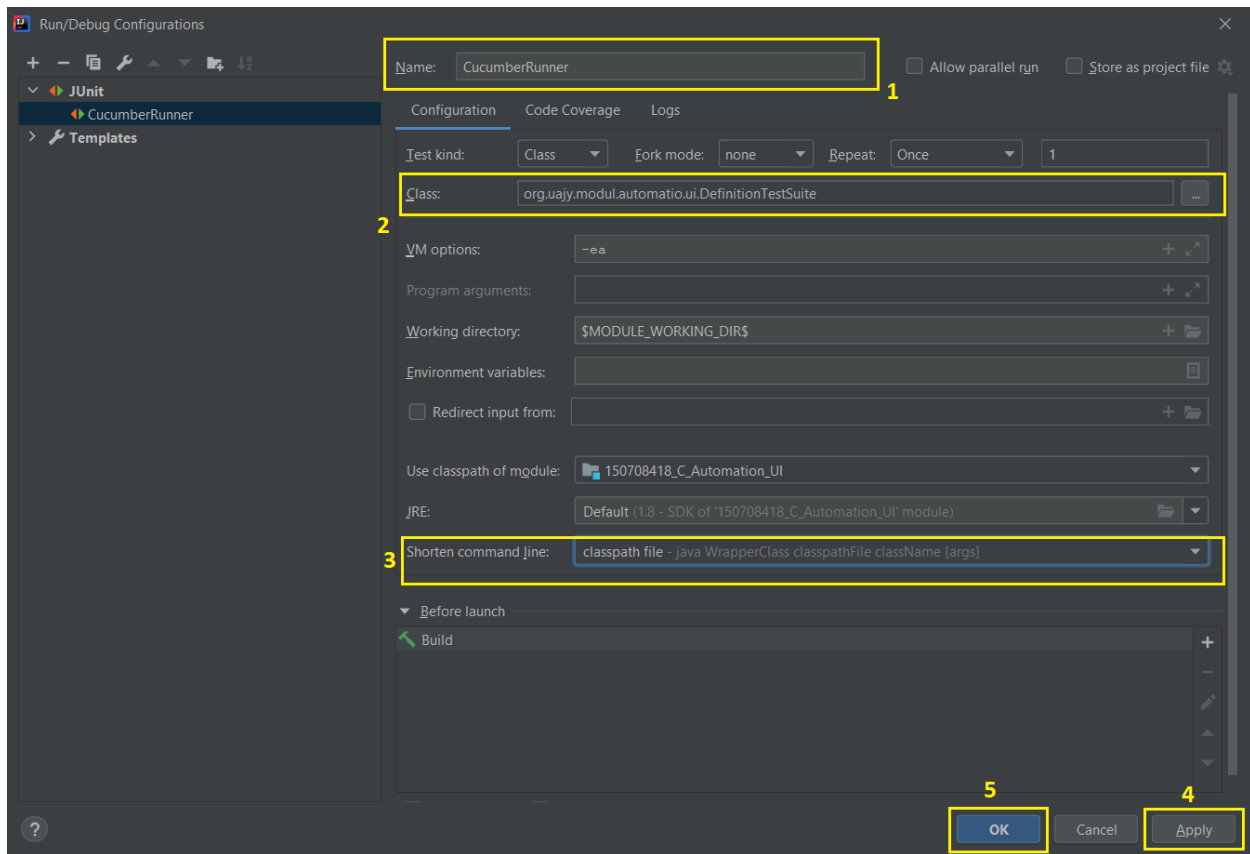 Run/Debug Configurations
JUnit
CucumberRunner
Templates
Name: CucumberRunner
Allow parallel run
Store as project file
1
Configuration Code Coverage Logs
Test kind: Class Fork mode: none Repeat: Once 1
Class: org.uajy.modul.automatio.ui.DefinitionTestSuite ...
2
VM options: -ea
Program arguments:
Working directory: $MODULE_WORKING_DIR$
Environment variables:
Redirect input from:
Use classpath of module: 150708418_C_Automation_UI
JRE: Default (1.8 - SDK of '150708418_C_Automation_UI' module)
3
Shorten command line: classpath file - java WrapperClass classpathFile className [args]
Before launch
Build
5
4
? OK Cancel Apply